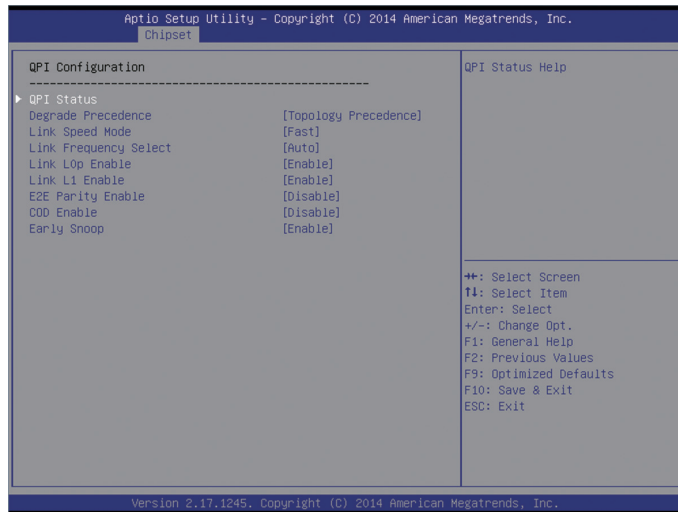 Aptio Setup Utility – Copyright (C) 2014 American Megatrends, Inc.
Chipset
QPI Configuration
--------------------------------------------------
QPI Status
Degrade Precedence [Topology Precedence]
Link Speed Mode [Fast]
Link Frequency Select [Auto]
Link L0p Enable [Enable]
Link L1 Enable [Enable]
E2E Parity Enable [Disable]
COD Enable [Disable]
Early Snoop [Enable]
QPI Status Help
→←: Select Screen
↑↓: Select Item
Enter: Select
+/-: Change Opt.
F1: General Help
F2: Previous Values
F9: Optimized Defaults
F10: Save & Exit
ESC: Exit
Version 2.17.1245. Copyright (C) 2014 American Megatrends, Inc.